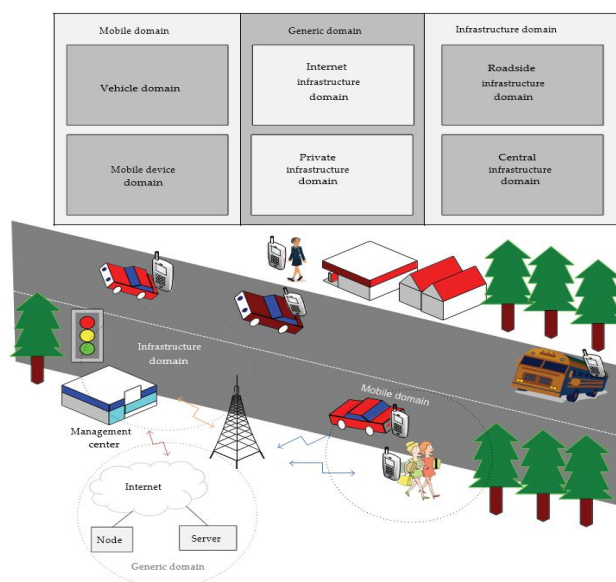 Mobile domain
Generic domain
Infrastructure domain
Vehicle domain
Internet
infrastructure
domain
Roadside
infrastructure
domain
Mobile device
domain
Private
infrastructure
domain
Central
infrastructure
domain
Infrastructure
domain
Mobile domain
Management
center
Internet
Node
Server
Generic domain